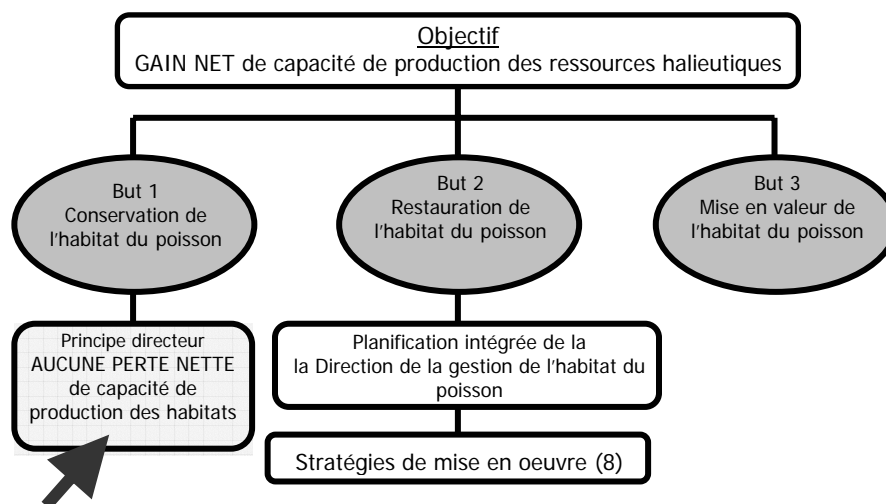 Objectif
GAIN NET de capacité de production des ressources halieutiques
But 1
Conservation de
l'habitat du poisson
But 2
Restauration de
l'habitat du poisson
But 3
Mise en valeur de
l'habitat du poisson
Principe directeur
AUCUNE PERTE NETTE
de capacité de
production des habitats
Planification intégrée de la
la Direction de la gestion de l'habitat du
poisson
Stratégies de mise en oeuvre (8)